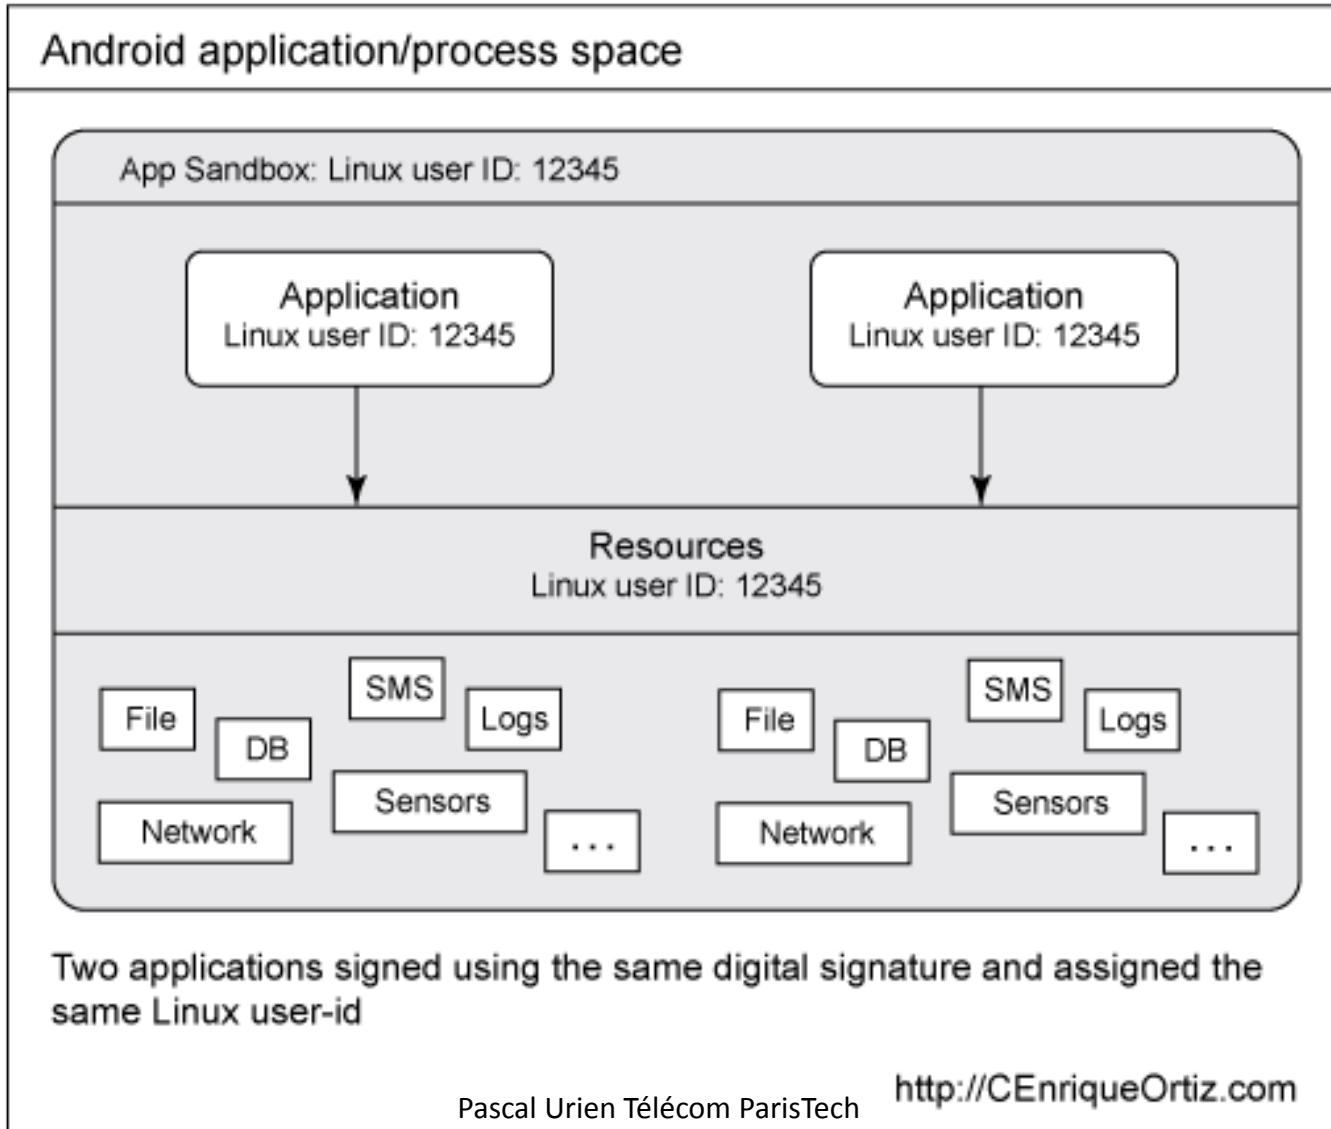 Android application/process space
App Sandbox: Linux user ID: 12345
Application
Linux user ID: 12345
Application
Linux user ID: 12345
Resources
Linux user ID: 12345
File
DB
SMS
Logs
Network
Sensors
...
File
DB
SMS
Logs
Network
Sensors
...
Two applications signed using the same digital signature and assigned the
same Linux user-id
http://CEnriqueOrtiz.com
Pascal Urien Télécom ParisTech